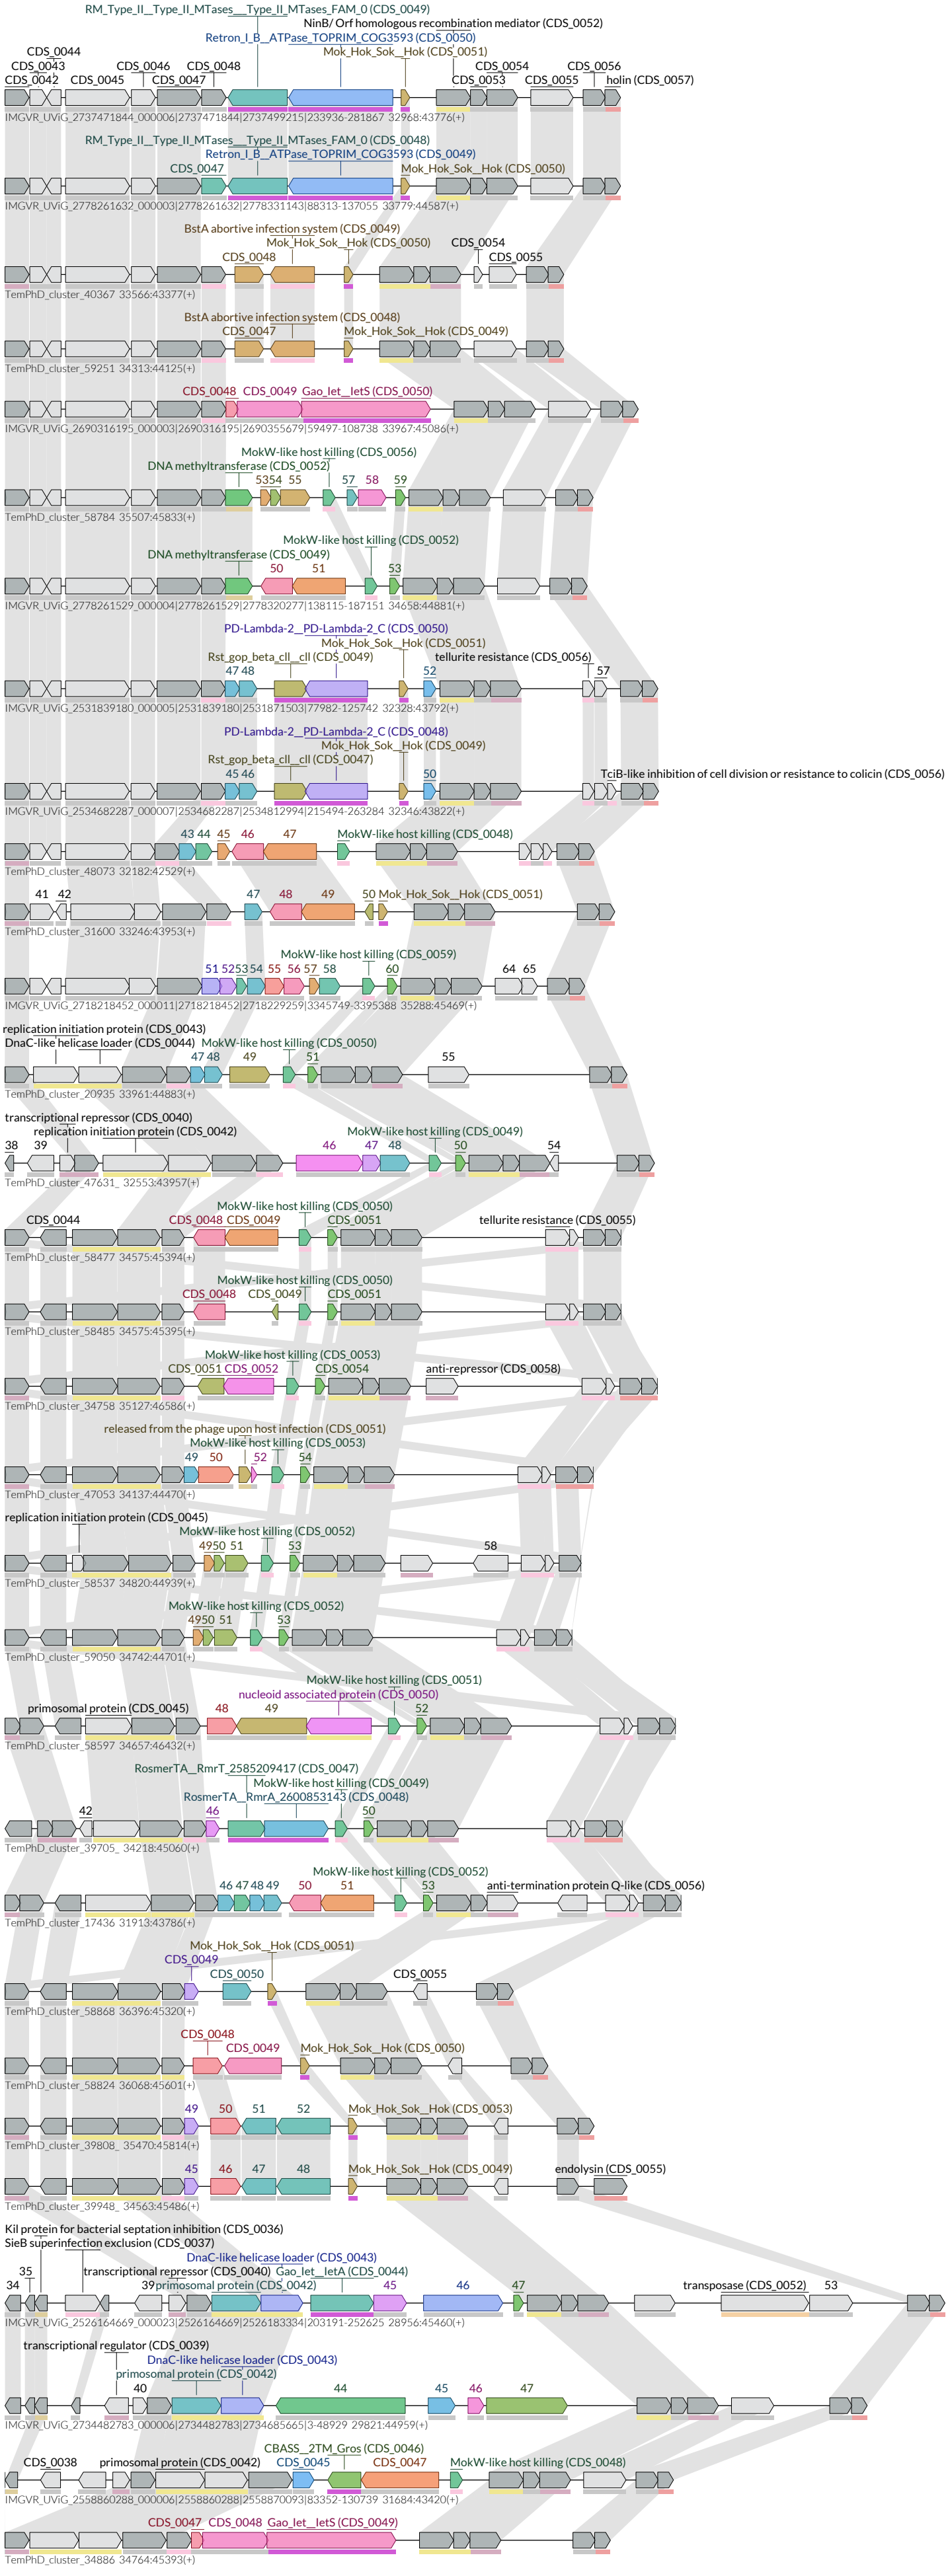 RM_Type_II__Type_II_MTases___Type_II_MTases_FAM_0 (CDS_0049)
NinB/ Orf homologous recombination mediator (CDS_0052)
Retron_I_B__ATPase_TOPRIM_COG3593 (CDS_0050)
CDS_0044 Mok_Hok_Sok__Hok (CDS_0051)
CDS_0043 CDS_0046 CDS_0048 CDS_0054 CDS_0056
CDS_0042 CDS_0045 CDS_0047 CDS_0053 CDS_0055 holin (CDS_0057)
IMGVR_UViG_2737471844_000006|2737471844|2737499215|233936-281867 32968:43776(+)
RM_Type_II__Type_II_MTases___Type_II_MTases_FAM_0 (CDS_0048)
Retron_I_B__ATPase_TOPRIM_COG3593 (CDS_0049)
CDS_0047 Mok_Hok_Sok__Hok (CDS_0050)
IMGVR_UViG_2778261632_000003|2778261632|2778331143|88313-137055 33779:44587(+)
BstA abortive infection system (CDS_0049)
Mok_Hok_Sok__Hok (CDS_0050) CDS_0054
CDS_0048 CDS_0055
TemPhD_cluster_40367 33566:43377(+)
BstA abortive infection system (CDS_0048)
CDS_0047 Mok_Hok_Sok__Hok (CDS_0049)
TemPhD_cluster_59251 34313:44125(+)
CDS_0048 CDS_0049 Gao_Iet__IetS (CDS_0050)
IMGVR_UViG_2690316195_000003|2690316195|2690355679|59497-108738 33967:45086(+)
MokW-like host killing (CDS_0056)
DNA methyltransferase (CDS_0052)
53 54 55 57 58 59
TemPhD_cluster_58784 35507:45833(+)
MokW-like host killing (CDS_0052)
DNA methyltransferase (CDS_0049)
50 51 53
IMGVR_UViG_2778261529_000004|2778261529|2778320277|138115-187151 34658:44881(+)
PD-Lambda-2__PD-Lambda-2_C (CDS_0050)
Mok_Hok_Sok__Hok (CDS_0051)
Rst_gop_beta_cll__cll (CDS_0049) tellurite resistance (CDS_0056)
47 48 52 57
IMGVR_UViG_2531839180_000005|2531839180|2531871503|77982-125742 32328:43792(+)
PD-Lambda-2__PD-Lambda-2_C (CDS_0048)
Mok_Hok_Sok__Hok (CDS_0049)
Rst_gop_beta_cll__cll (CDS_0047)
45 46 50 TciB-like inhibition of cell division or resistance to colicin (CDS_0056)
IMGVR_UViG_2534682287_000007|2534682287|2534812994|215494-263284 32346:43822(+)
43 44 45 46 47 MokW-like host killing (CDS_0048)
TemPhD_cluster_48073 32182:42529(+)
41 42 47 48 49 50 Mok_Hok_Sok__Hok (CDS_0051)
TemPhD_cluster_31600 33246:43953(+)
MokW-like host killing (CDS_0059)
51 52 53 54 55 56 57 58 60 64 65
IMGVR_UViG_2718218452_000011|2718218452|2718229259|3345749-3395388 35288:45469(+)
replication initiation protein (CDS_0043)
DnaC-like helicase loader (CDS_0044) MokW-like host killing (CDS_0050)
47 48 49 51 55
TemPhD_cluster_20935 33961:44883(+)
transcriptional repressor (CDS_0040)
replication initiation protein (CDS_0042) MokW-like host killing (CDS_0049)
38 39 46 47 48 50 54
TemPhD_cluster_47631_ 32553:43957(+)
MokW-like host killing (CDS_0050)
CDS_0044 CDS_0048 CDS_0049 CDS_0051 tellurite resistance (CDS_0055)
TemPhD_cluster_58477 34575:45394(+)
MokW-like host killing (CDS_0050)
CDS_0048 CDS_0049 CDS_0051
TemPhD_cluster_58485 34575:45395(+)
MokW-like host killing (CDS_0053)
CDS_0051 CDS_0052 CDS_0054 anti-repressor (CDS_0058)
TemPhD_cluster_34758 35127:46586(+)
released from the phage upon host infection (CDS_0051)
MokW-like host killing (CDS_0053)
49 50 52 54
TemPhD_cluster_47053 34137:44470(+)
replication initiation protein (CDS_0045)
MokW-like host killing (CDS_0052)
49 50 51 53 58
TemPhD_cluster_58537 34820:44939(+)
MokW-like host killing (CDS_0052)
49 50 51 53
TemPhD_cluster_59050 34742:44701(+)
MokW-like host killing (CDS_0051)
nucleoid associated protein (CDS_0050)
primosomal protein (CDS_0045) 48 49 52
TemPhD_cluster_58597 34657:46432(+)
RosmerTA__RmrT_2585209417 (CDS_0047)
MokW-like host killing (CDS_0049)
RosmerTA__RmrA_2600853143 (CDS_0048)
42 46 50
TemPhD_cluster_39705_ 34218:45060(+)
MokW-like host killing (CDS_0052)
46 47 48 49 50 51 53 anti-termination protein Q-like (CDS_0056)
TemPhD_cluster_17436 31913:43786(+)
Mok_Hok_Sok__Hok (CDS_0051)
CDS_0049 CDS_0050 CDS_0055
TemPhD_cluster_58868 36396:45320(+)
CDS_0048
CDS_0049 Mok_Hok_Sok__Hok (CDS_0050)
TemPhD_cluster_58824 36068:45601(+)
49 50 51 52 Mok_Hok_Sok__Hok (CDS_0053)
TemPhD_cluster_39808_ 35470:45814(+)
45 46 47 48 Mok_Hok_Sok__Hok (CDS_0049) endolysin (CDS_0055)
TemPhD_cluster_39948_ 34563:45486(+)
Kil protein for bacterial septation inhibition (CDS_0036)
SieB superinfection exclusion (CDS_0037)
DnaC-like helicase loader (CDS_0043)
35 transcriptional repressor (CDS_0040) Gao_Iet__IetA (CDS_0044)
34 39 primosomal protein (CDS_0042) 45 46 47 transposase (CDS_0052) 53
IMGVR_UViG_2526164669_000023|2526164669|2526183334|203191-252625 28956:45460(+)
transcriptional regulator (CDS_0039)
DnaC-like helicase loader (CDS_0043)
primosomal protein (CDS_0042)
40 44 45 46 47
IMGVR_UViG_2734482783_000006|2734482783|2734685665|3-48929 29821:44959(+)
CBASS__2TM_Gros (CDS_0046)
CDS_0038 primosomal protein (CDS_0042) CDS_0045 CDS_0047 MokW-like host killing (CDS_0048)
IMGVR_UViG_2558860288_000006|2558860288|2558870093|83352-130739 31684:43420(+)
CDS_0047 CDS_0048 Gao_Iet__IetS (CDS_0049)
TemPhD_cluster_34886 34764:45393(+)